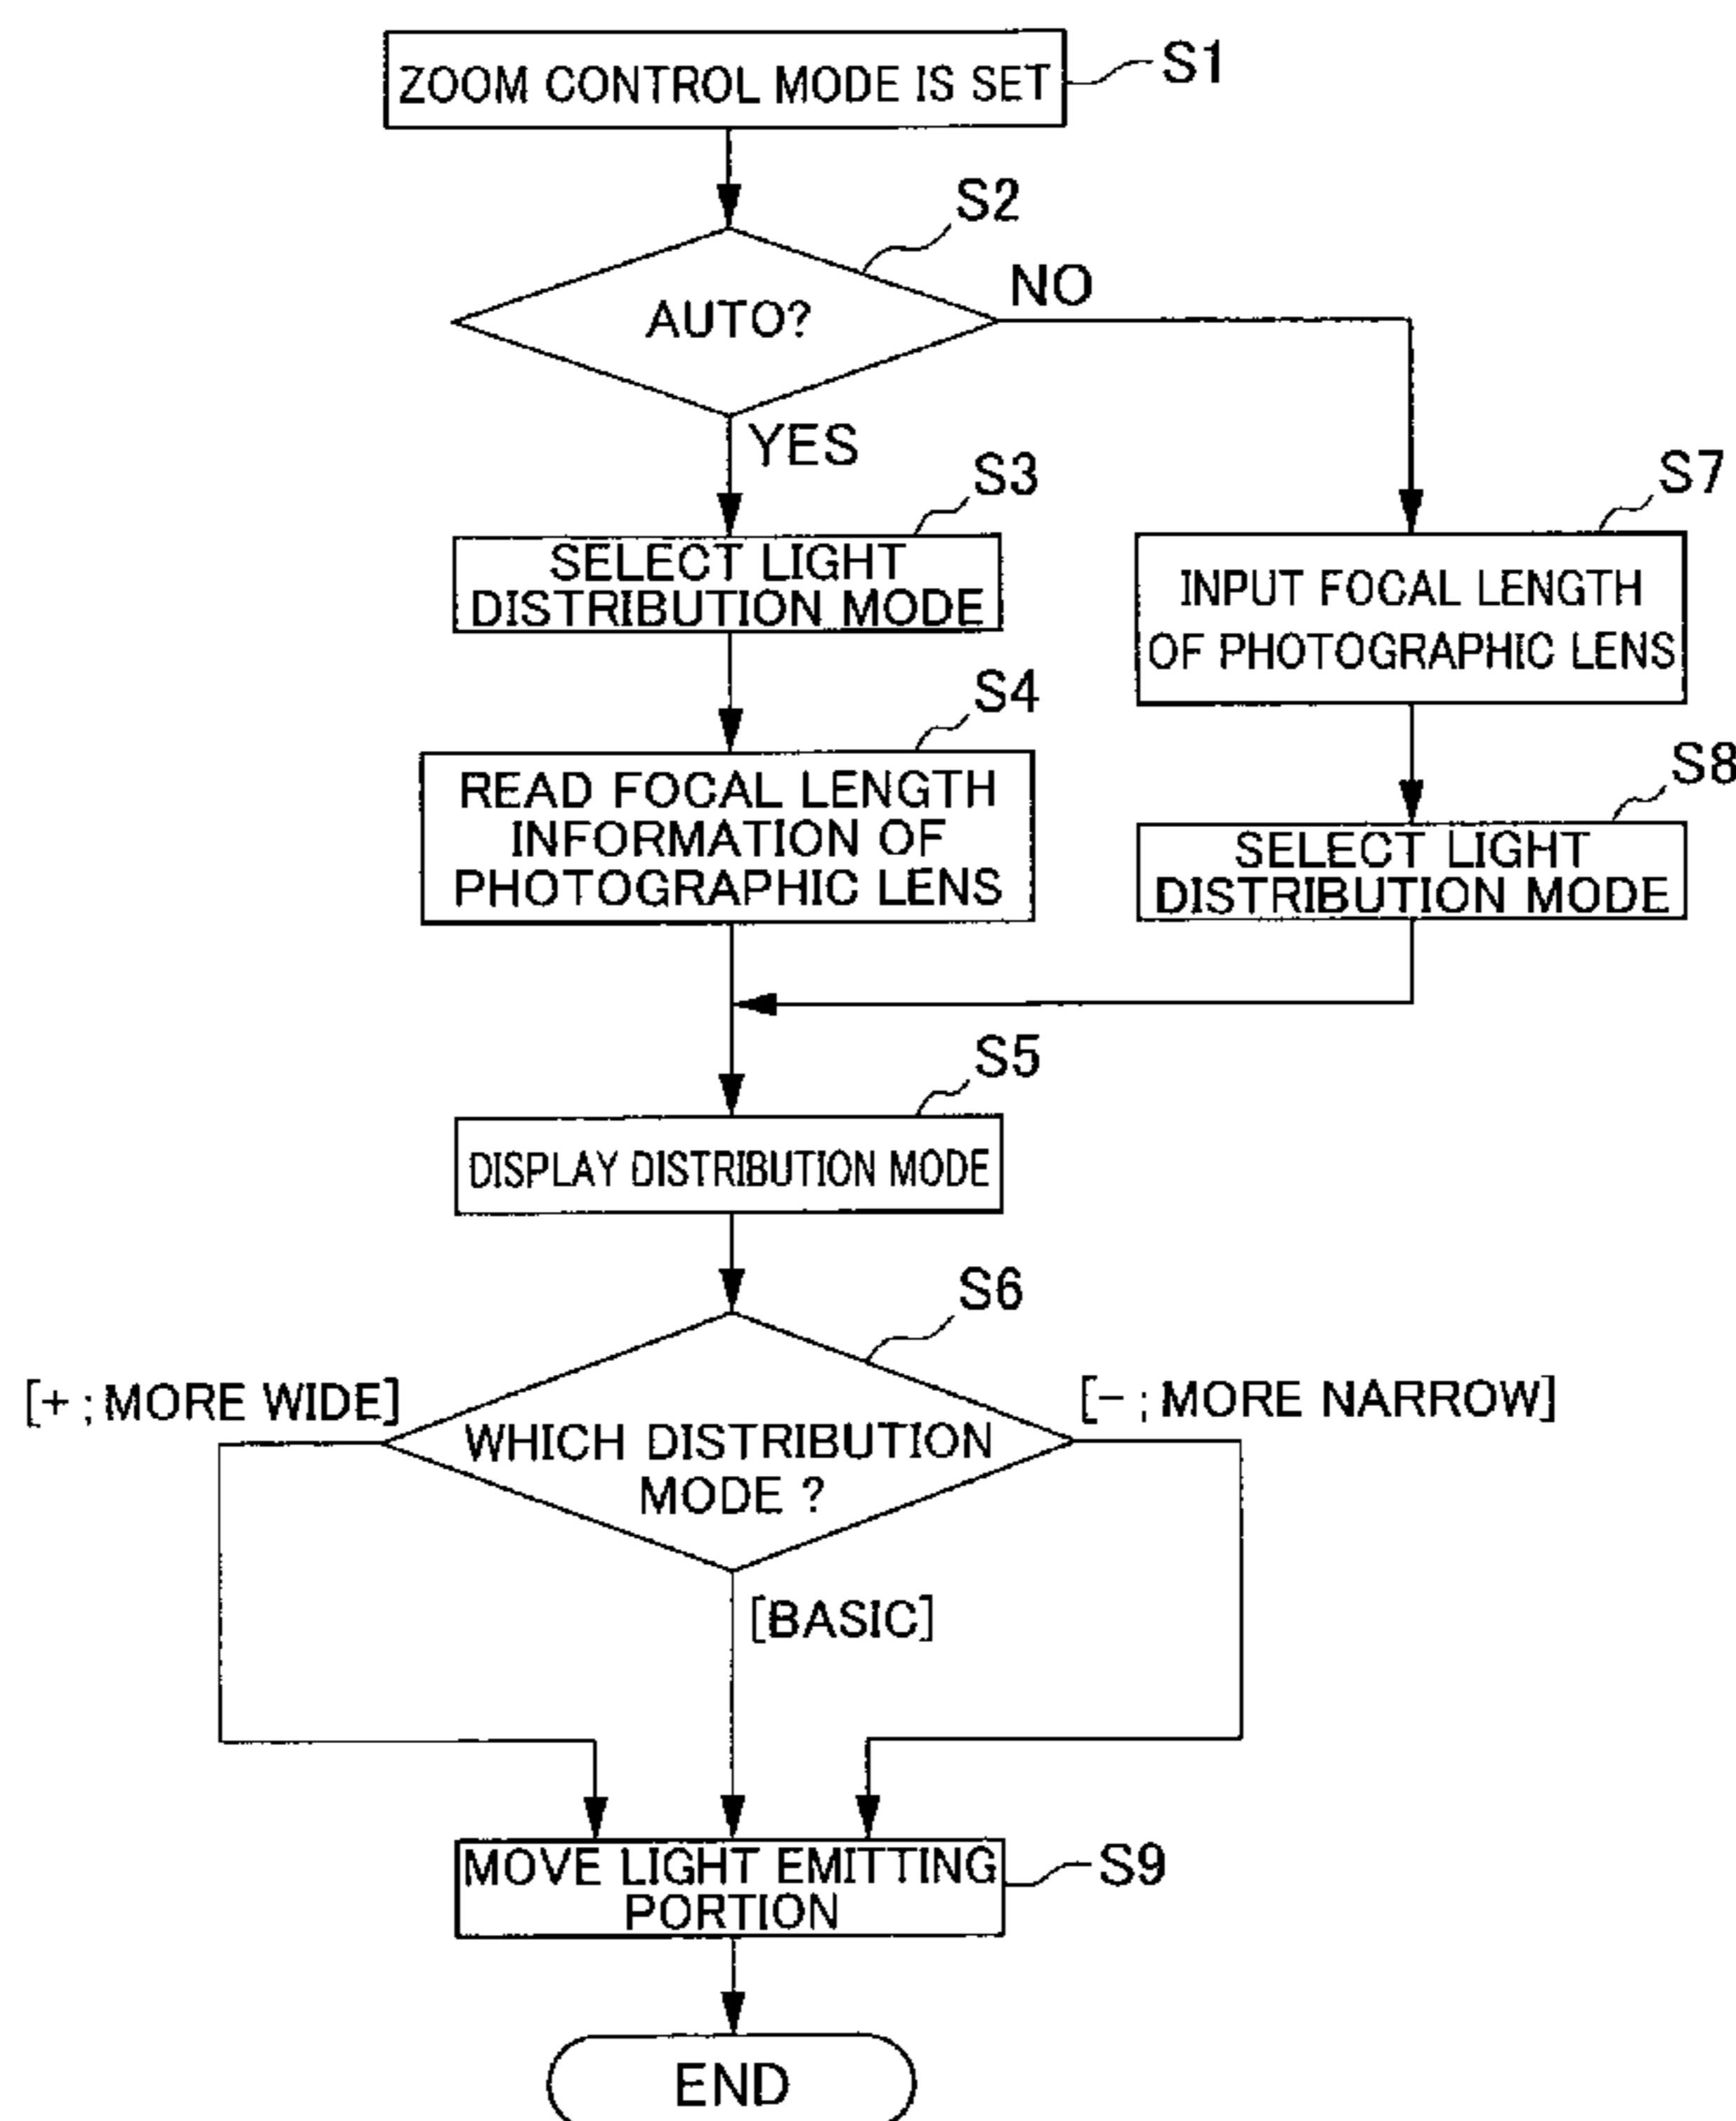 ZOOM CONTROL MODE IS SET
S1
S2
AUTO?
NO
YES
S3
SELECT LIGHT
DISTRIBUTION MODE
S7
INPUT FOCAL LENGTH
OF PHOTOGRAPHIC LENS
S4
READ FOCAL LENGTH
INFORMATION OF
PHOTOGRAPHIC LENS
S8
SELECT LIGHT
DISTRIBUTION MODE
S5
DISPLAY DISTRIBUTION MODE
S6
[+ ; MORE WIDE]
WHICH DISTRIBUTION
MODE ?
[− ; MORE NARROW]
[BASIC]
MOVE LIGHT EMITTING
PORTION
S9
END